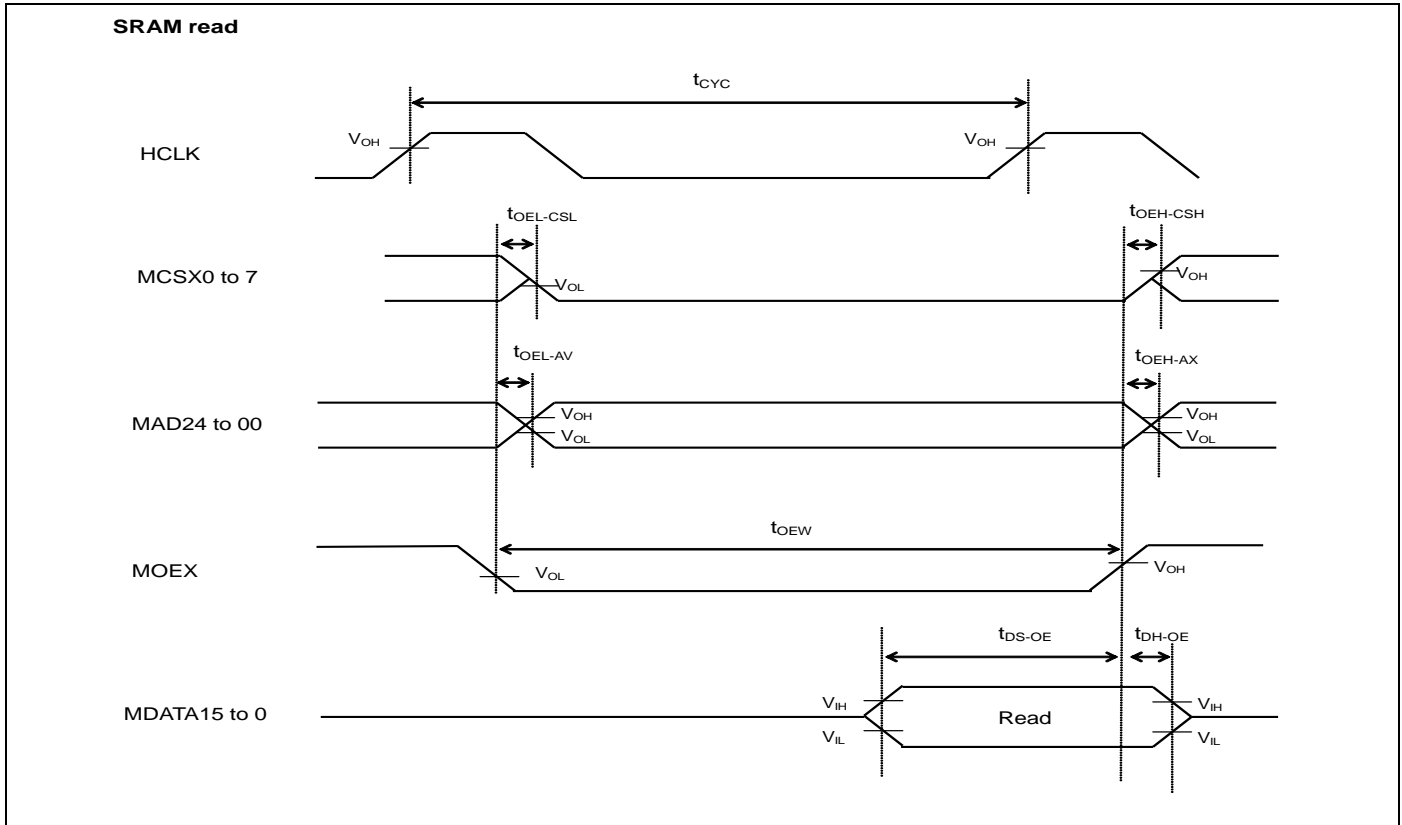 SRAM read
tCYC
HCLK
VOH
VOH
tOEL-CSL
tOEH-CSH
MCSX0 to 7
VOL
VOH
tOEL-AV
tOEH-AX
MAD24 to 00
VOH
VOL
VOH
VOL
tOEW
MOEX
VOL
VOH
tDS-OE
tDH-OE
MDATA15 to 0
VIH
VIL
Read
VIH
VIL